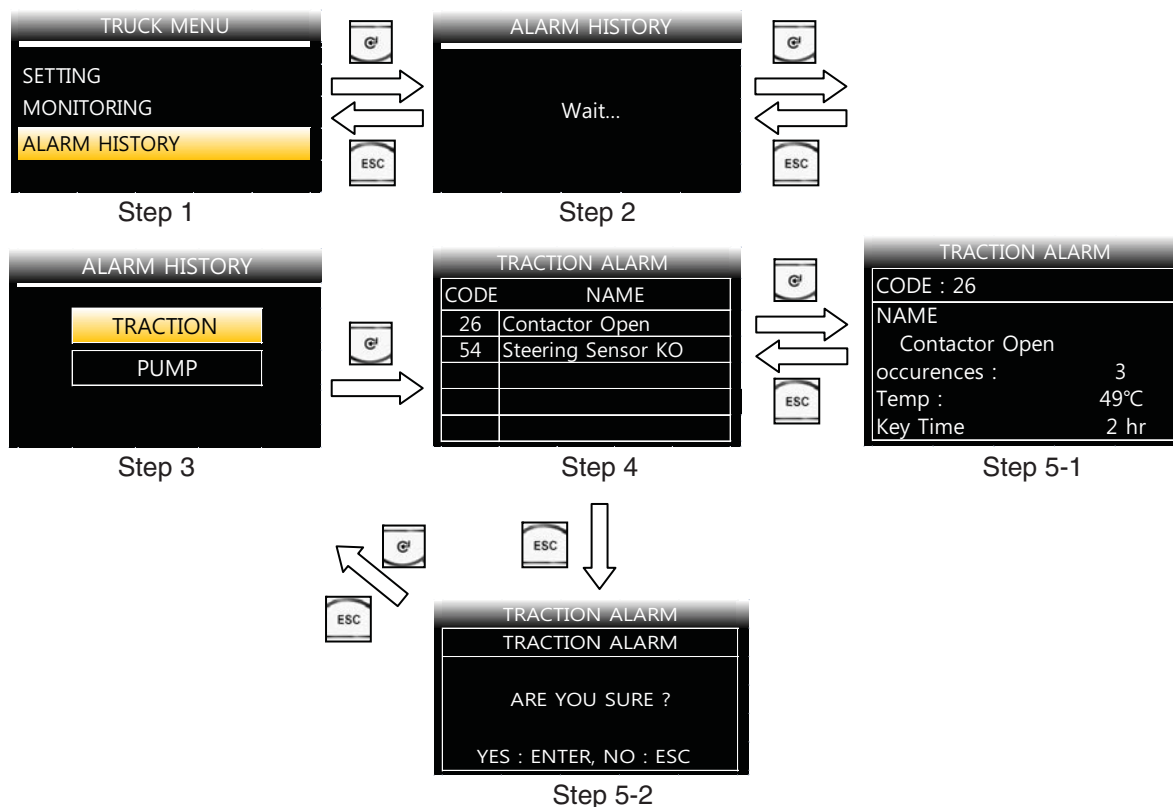 TRUCK MENU
SETTING
MONITORING
ALARM HISTORY
Step 1
ESC
ALARM HISTORY
Wait...
Step 2
ESC
ALARM HISTORY
TRACTION
PUMP
Step 3
TRACTION ALARM
CODE NAME
26 Contactor Open
54 Steering Sensor KO
Step 4
ESC
TRACTION ALARM
CODE : 26
NAME
Contactor Open
occurences : 3
Temp : 49℃
Key Time 2 hr
Step 5-1
ESC
ESC
TRACTION ALARM
TRACTION ALARM
ARE YOU SURE ?
YES : ENTER, NO : ESC
Step 5-2